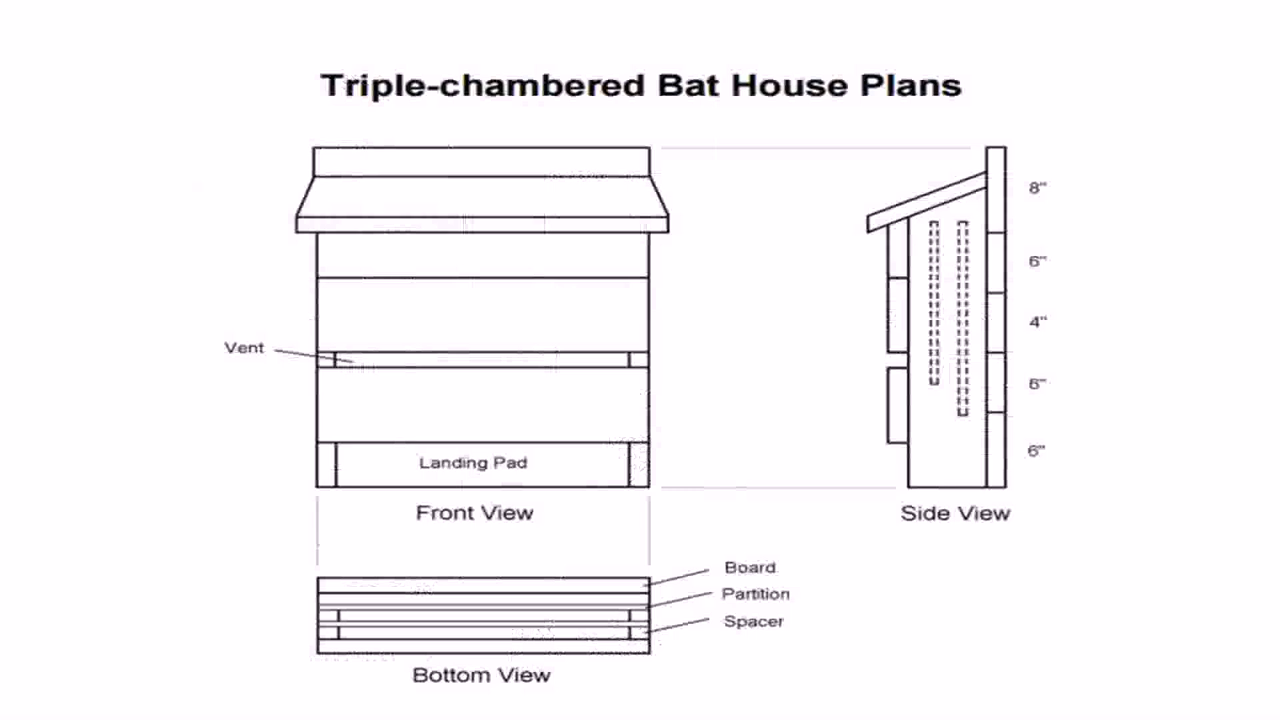 Triple-chambered Bat House Plans
8"
6"
Vent
4"
6"
6"
Landing Pad
Front View
Side View
Board
Partition
Spacer
Bottom View